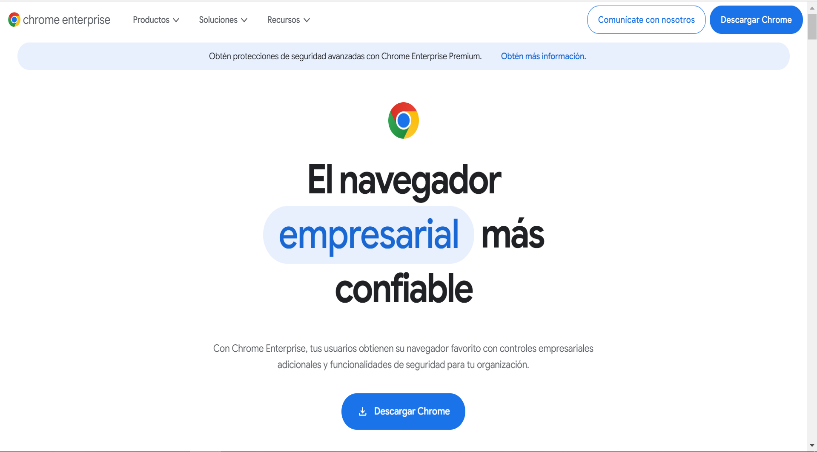 chrome enterprise Productos Soluciones Recursos Comunícate con nosotros Descargar Chrome
Obtén protecciones de seguridad avanzadas con Chrome Enterprise Premium. Obtén más información.
El navegador
empresarial más
confiable
Con Chrome Enterprise, tus usuarios obtienen su navegador favorito con controles empresariales
adicionales y funcionalidades de seguridad para tu organización.
Descargar Chrome